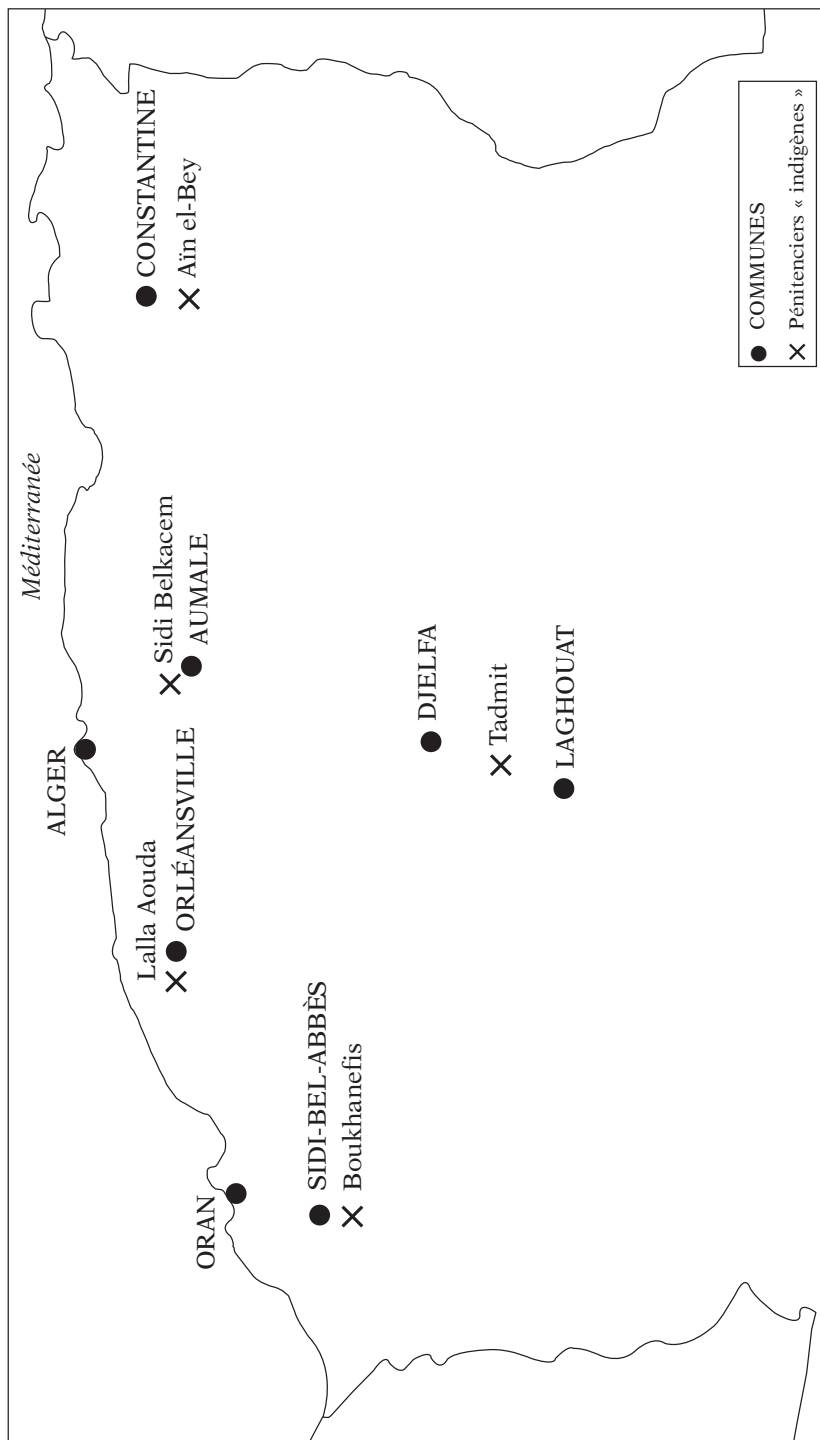 Méditerranée
ALGER
CONSTANTINE
Aïn el-Bey
Sidi Belkacem
AUMALE
Lalla Aouda
ORLÉANSVILLE
ORAN
SIDI-BEL-ABBÈS
Boukhanefis
DJELFA
Tadmit
LAGHOUAT
COMMUNES
Pénitenciers « indigènes »